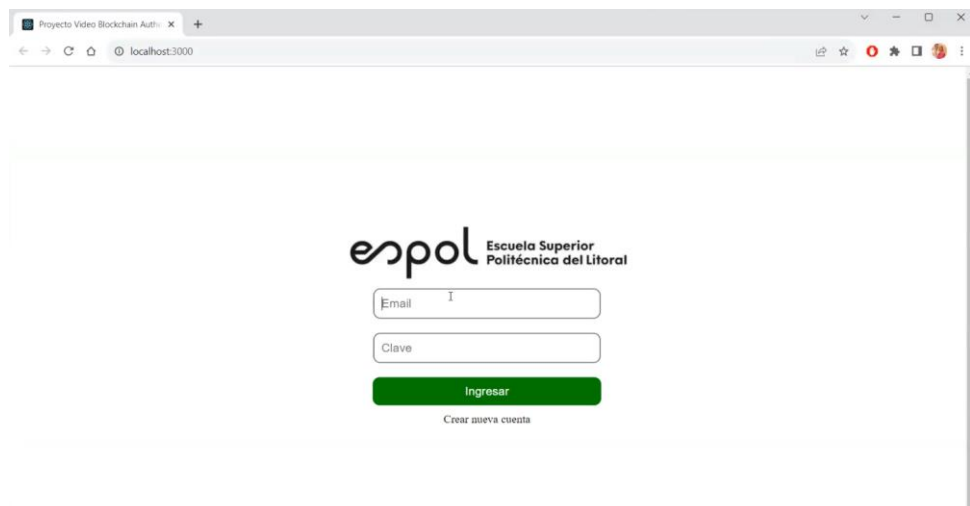 Proyecto Video Blockchain Auth
localhost:3000
espol
Escuela Superior
Politécnica del Litoral
Email
Clave
Ingresar
Crear nueva cuenta